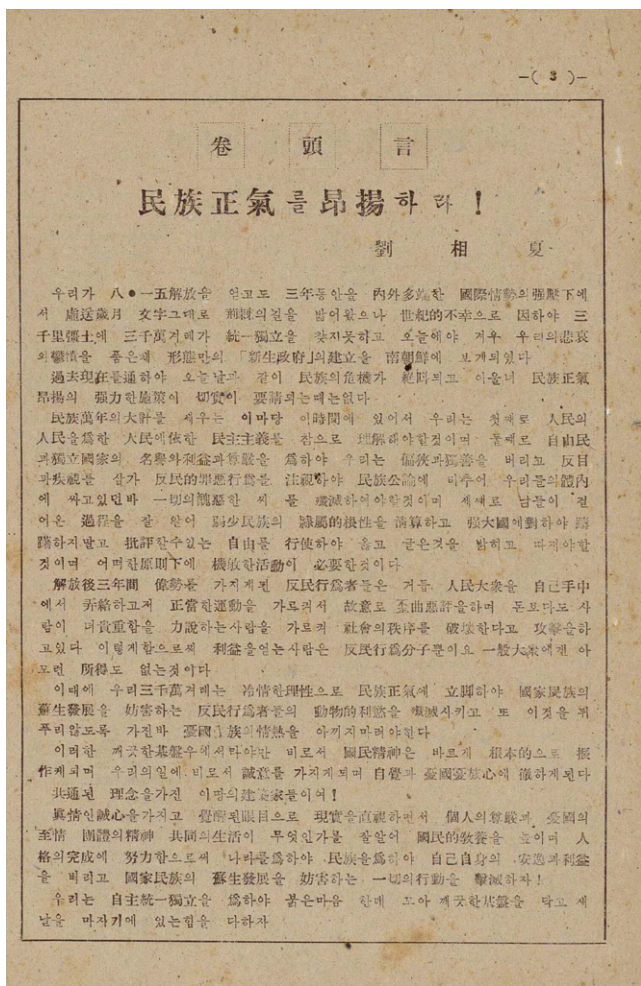 —( 3 )—
卷頭言
民族正氣를昻揚하라!
劉相夏
우리가 八•一五解放을 얻고도 三年동안을 內外多端한 國際情勢의强壓下에
서 虛送歲月 文字그대로 荊棘의길을 밟어왔으나 世紀的不幸으로 因하야 三
千里疆土에 三千萬겨레가 統一獨立을 갖지못하고 오늘에야 겨우 우리의悲哀
의鬱憤을 품은채 形態만의 「新生政府」의建立을 南朝鮮에 보게되었다
過去現在를通하야 오늘날과 같이 民族의危機가 絶叫되고 이울너 民族正氣
昻揚의 强力한施策이 切實이 要請되는때는없다
民族萬年의大計를 세우는 이마당 이時間에 있어서 우리는 첫째로 人民의
人民을爲한 人民에依한 民主主義를 참으로 理解해야할것이며 둘째로 自由民
과獨立國家의 名譽와利益과尊嚴을 爲하야 우리는 偏狹과獨善을 버리고 反目
과疾視를 삼가 反民的罪惡行爲를 注視하야 民族公論에 비추어 우리들의體內
에 싸고있던바 一切의醜惡한 씨를 殲滅하여야할것이며 세째로 남들이 걸
어온 過程을 잘 알어 弱少民族의 隷屬的根性을 淸算하고 强大國에對하야 躊
躇하지말고 批評할수있는 自由를 行使하야 옳고 글은것을 밝히고 따져야할
것이며 어떠한原則下에 機敏한活動이 必要한것이다
解放後三年間 偉勢를 가지게된 反民行爲者들은 거들 人民大衆을 自己手中
에서 弄絡하고저 正當한運動을 가르켜서 故意로 歪曲惡評을하며 돈보다도 사
람이 더貴重함을 力說하는사람을 가르켜 社會의秩序를 破壞한다고 攻擊을하
고있다 이렇게함으로써 利益을얻는사람은 反民行爲分子뿐이요 一般大衆에겐 아
모런 所得도 없는것이다
이때에 우리三千萬겨레는 冷情한理性으로 民族正氣에 立脚하야 國家民族의
蘇生發展을 妨害하는 反民行爲者들의 動物的利慾을 殲滅시키고 또 이것을 뒤
푸리않도록 가진바 憂國 族의情熱을 아끼지마러야한다
이러한 깨긋한基盤우에서라야만 비로서 國民精神은 바르게 根本的으로 振
作케되며 우리의일에비로서 誠意를 가지게되며 自覺과 憂國憂族心에 徹하게된다
共通된 理念을가진 이땅의建築家들이여!
眞情인誠心을가지고 覺醒된眼目으로 現實을直視하면서 個人의尊嚴과 憂國의
至情 團體의精神 共同의生活이 무엇인가를 잘알어 國民的敎養을 높이며 人
格의完成에 努力함으로써 나라를爲하야 民族을爲하야 自己自身의 安逸과利益
을 버리고 國家民族의 蘇生發展을 妨害하는 一切의行動을 擊滅하자!
우리는 自主統一獨立을 爲하야 붉은마음 한데 모아 깨긋한基盤을 닦고 새
날을 마자기에 있는힘을 다하자